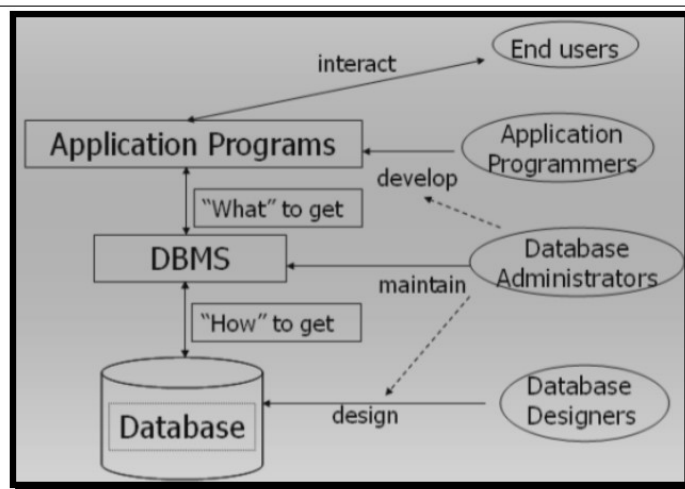 End users
interact
Application Programs
Application
Programmers
develop
“What” to get
DBMS
Database
Administrators
maintain
“How” to get
Database
design
Database
Designers